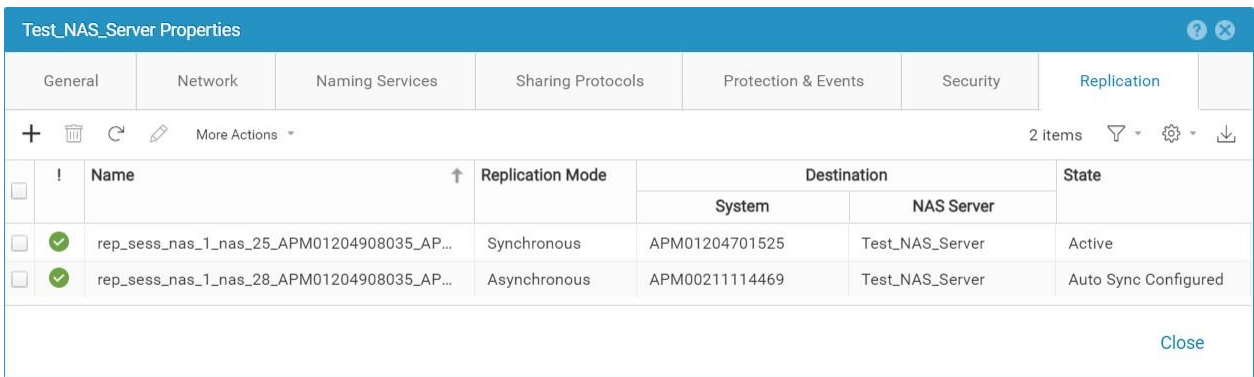 Test_NAS_Server Properties
General Network Naming Services Sharing Protocols Protection & Events Security Replication
More Actions 2 items
! Name Replication Mode Destination State
System NAS Server
rep_sess_nas_1_nas_25_APM01204908035_AP... Synchronous APM01204701525 Test_NAS_Server Active
rep_sess_nas_1_nas_28_APM01204908035_AP... Asynchronous APM00211114469 Test_NAS_Server Auto Sync Configured
Close